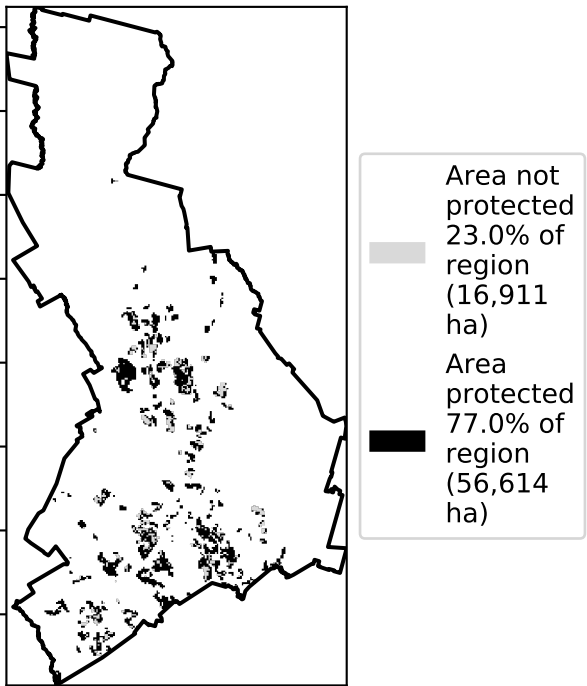 Area not
protected
23.0% of
region
(16,911
ha)
Area
protected
77.0% of
region
(56,614
ha)